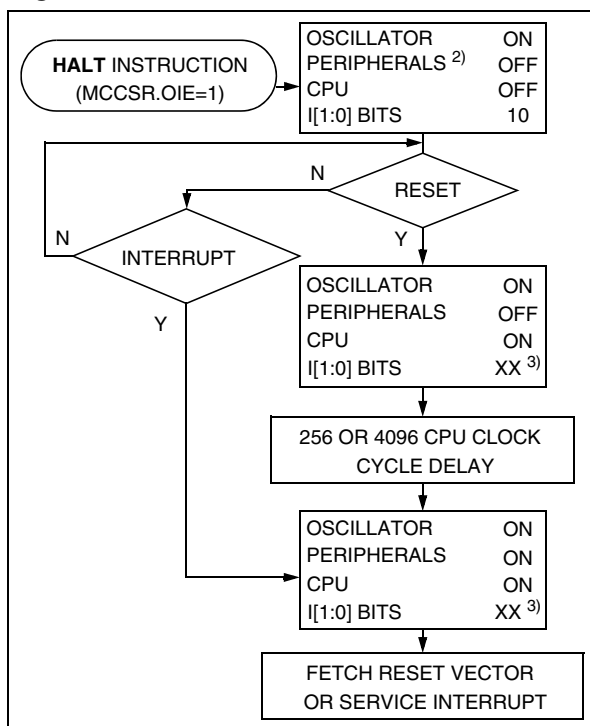 HALT INSTRUCTION
(MCCSR.OIE=1)
OSCILLATOR ON
PERIPHERALS 2) OFF
CPU OFF
I[1:0] BITS 10
N
RESET
N
INTERRUPT
Y
Y
OSCILLATOR ON
PERIPHERALS OFF
CPU ON
I[1:0] BITS XX 3)
256 OR 4096 CPU CLOCK
CYCLE DELAY
OSCILLATOR ON
PERIPHERALS ON
CPU ON
I[1:0] BITS XX 3)
FETCH RESET VECTOR
OR SERVICE INTERRUPT